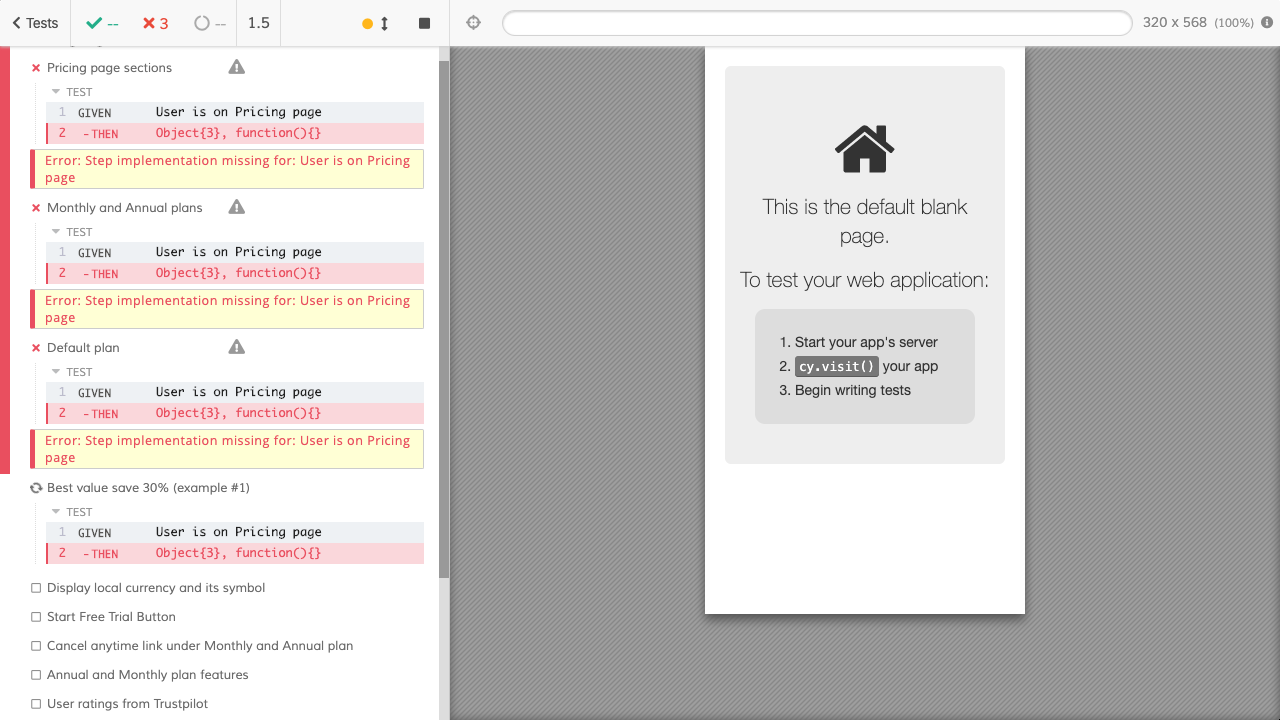 Tests
--
3
--
1.5
320 x 568 (100%)
Pricing page sections
TEST
1 GIVEN User is on Pricing page
2 -THEN Object{3}, function(){}
Error: Step implementation missing for: User is on Pricing
page
Monthly and Annual plans
TEST
1 GIVEN User is on Pricing page
2 -THEN Object{3}, function(){}
Error: Step implementation missing for: User is on Pricing
page
Default plan
TEST
1 GIVEN User is on Pricing page
2 -THEN Object{3}, function(){}
Error: Step implementation missing for: User is on Pricing
page
Best value save 30% (example #1)
TEST
1 GIVEN User is on Pricing page
2 -THEN Object{3}, function(){}
Display local currency and its symbol
Start Free Trial Button
Cancel anytime link under Monthly and Annual plan
Annual and Monthly plan features
User ratings from Trustpilot
This is the default blank
page.
To test your web application:
1. Start your app's server
2. cy.visit() your app
3. Begin writing tests